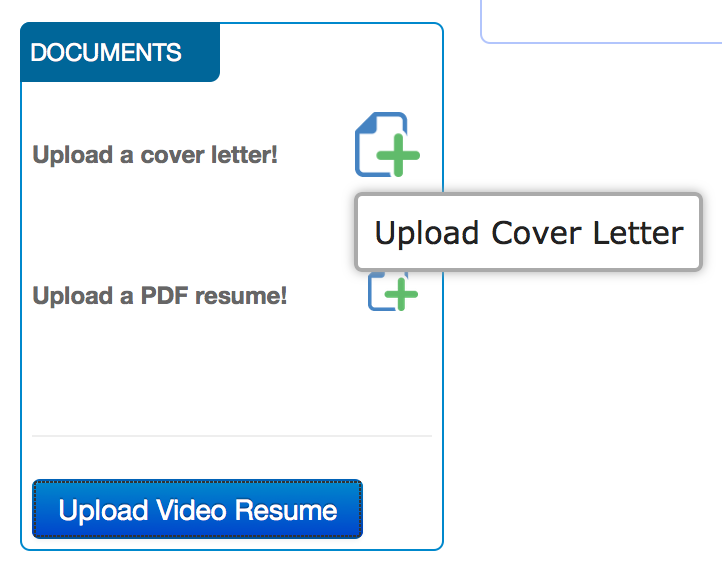 DOCUMENTS
Upload a cover letter!
Upload Cover Letter
Upload a PDF resume!
Upload Video Resume